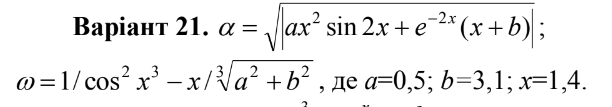 Варіант 21. α = √|ax² sin 2x + e⁻²ˣ (x + b)| ;
ω = 1/cos² x³ − x/∛(a² + b²) , де a=0,5; b=3,1; x=1,4.